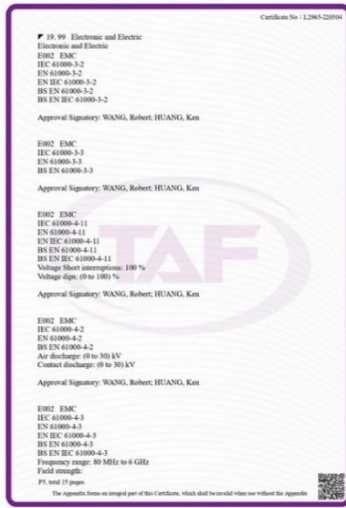 Certificate No : L2965-220504
19. 99 Electronic and Electric
Electronic and Electric
E002 EMC
IEC 61000-3-2
EN 61000-3-2
EN IEC 61000-3-2
BS EN 61000-3-2
BS EN IEC 61000-3-2
Approval Signatory: WANG, Robert; HUANG, Ken
E002 EMC
IEC 61000-3-3
EN 61000-3-3
BS EN 61000-3-3
Approval Signatory: WANG, Robert; HUANG, Ken
E002 EMC
IEC 61000-4-11
EN 61000-4-11
EN IEC 61000-4-11
BS EN 61000-4-11
BS EN IEC 61000-4-11
Voltage Short interruptions: 100 %
Voltage dips: (0 to 100) %
TAF
Approval Signatory: WANG, Robert; HUANG, Ken
E002 EMC
IEC 61000-4-2
EN 61000-4-2
BS EN 61000-4-2
Air discharge: (0 to 30) kV
Contact discharge: (0 to 30) kV
Approval Signatory: WANG, Robert; HUANG, Ken
E002 EMC
IEC 61000-4-3
EN 61000-4-3
EN IEC 61000-4-3
BS EN 61000-4-3
BS EN IEC 61000-4-3
Frequency range: 80 MHz to 6 GHz
Field strength:
P5, total 15 pages
The Appendix forms an integral part of this Certificate, which shall be invalid when use without the Appendix